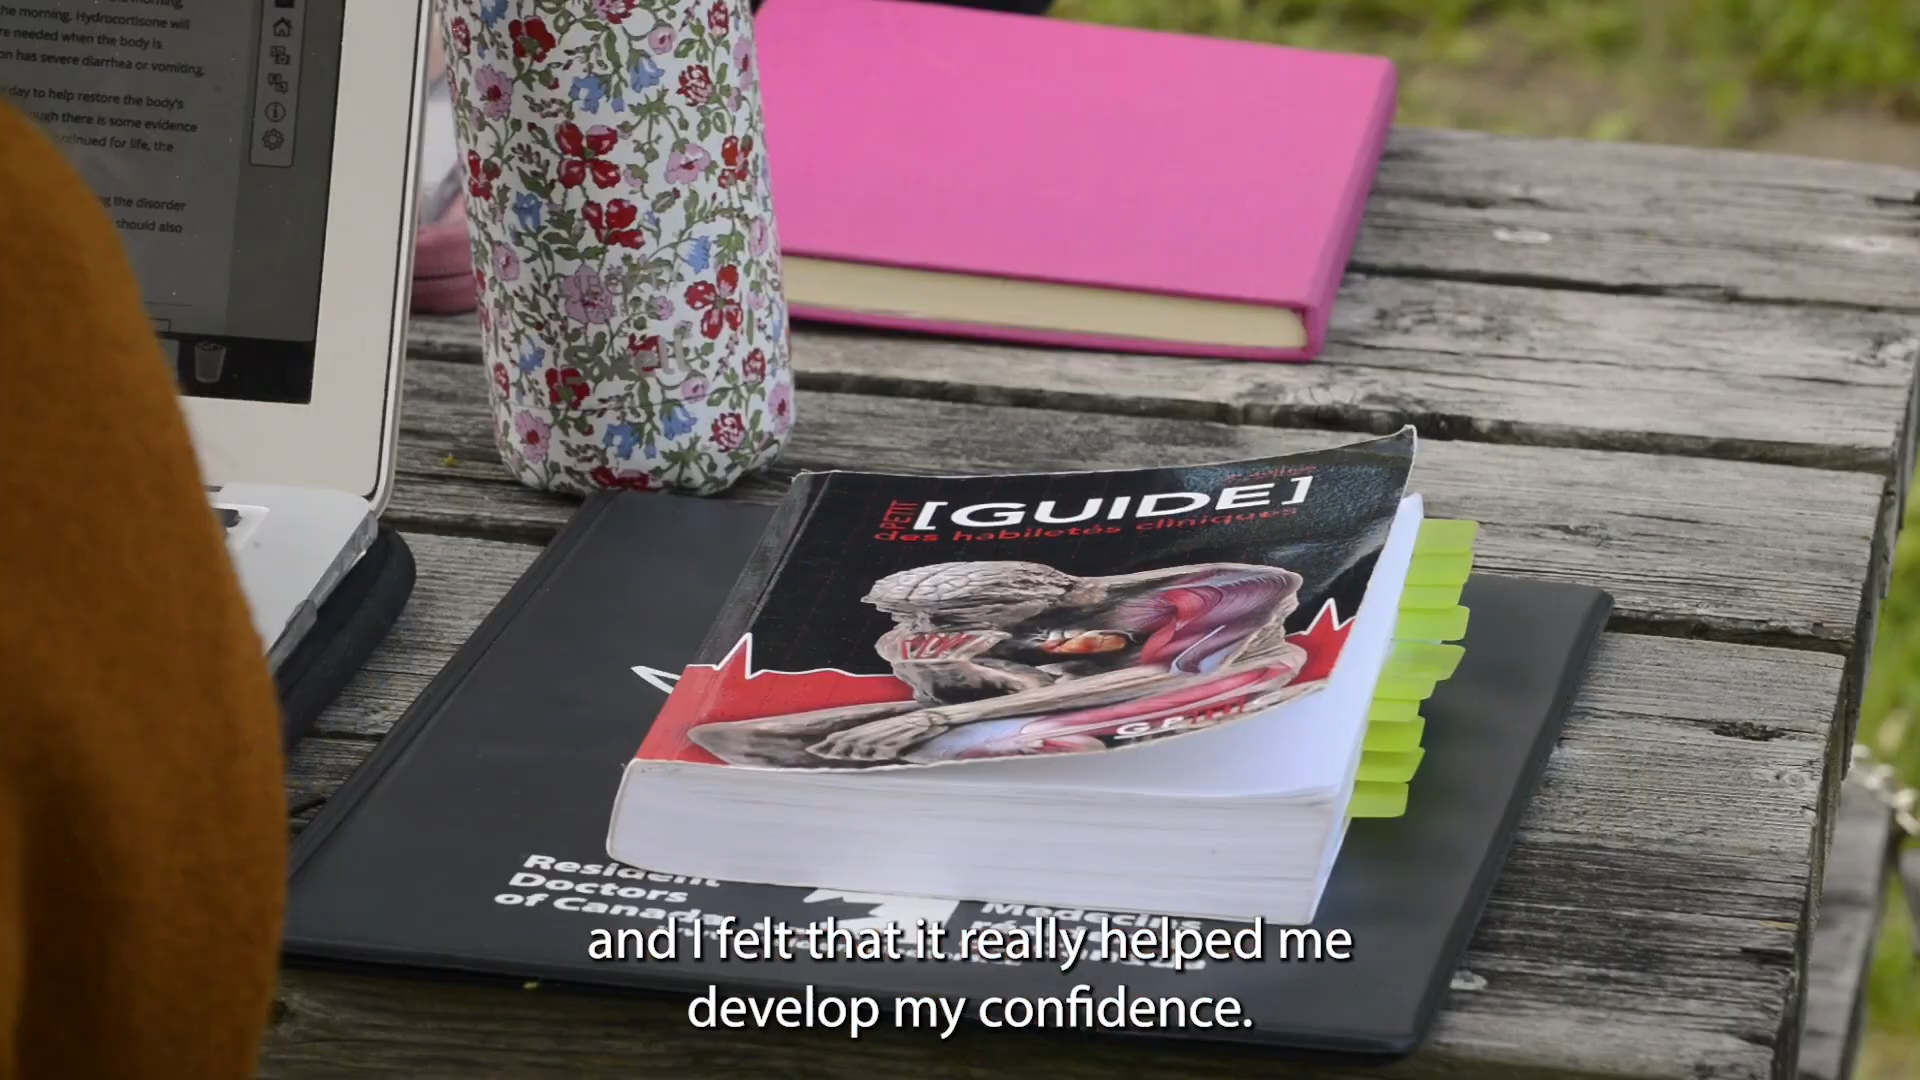 the morning, Hydrocortisone will
re needed when the body is
on has severe diarrhea or vomiting,
day to help restore the body's
ugh there is some evidence
ntinued for life, the
g the disorder
should also
PETIT
[GUIDE]
des habiletés cliniques
Resident
Doctors
of Canada
Médecins
and I felt that it really helped me
develop my confidence.